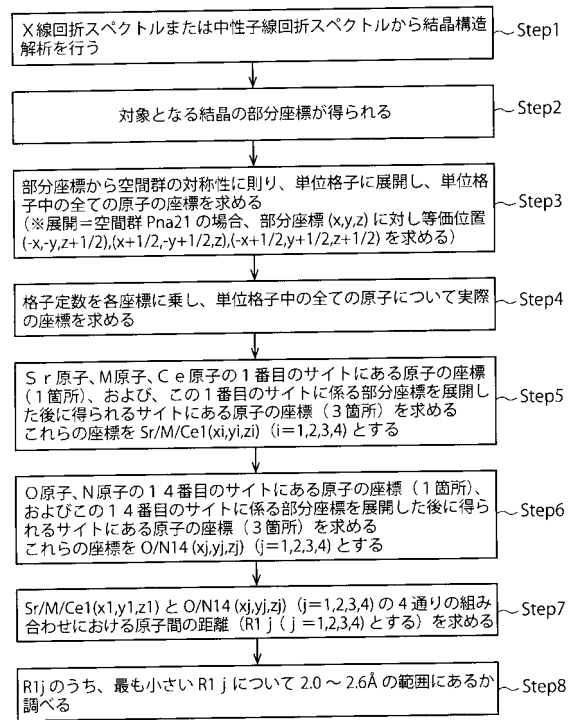 X線回折スペクトルまたは中性子線回折スペクトルから結晶構造
解析を行う
Step1
対象となる結晶の部分座標が得られる
Step2
部分座標から空間群の対称性に則り、単位格子に展開し、単位格
子中の全ての原子の座標を求める
(※展開=空間群 Pna21 の場合、部分座標 (x,y,z) に対し等価位置
(-x,-y,z+1/2),(x+1/2,-y+1/2,z),(-x+1/2,y+1/2,z+1/2) を求める)
Step3
格子定数を各座標に乗し、単位格子中の全ての原子について実際
の座標を求める
Step4
Sr原子、M原子、Ce原子の1番目のサイトにある原子の座標
(1箇所)、および、この1番目のサイトに係る部分座標を展開し
た後に得られるサイトにある原子の座標(3箇所)を求める
これらの座標を Sr/M/Ce1(xi,yi,zi) (i=1,2,3,4) とする
Step5
O原子、N原子の14番目のサイトにある原子の座標(1箇所)、
およびこの14番目のサイトに係る部分座標を展開した後に得ら
れるサイトにある原子の座標(3箇所)を求める
これらの座標を O/N14 (xj,yj,zj) (j=1,2,3,4) とする
Step6
Sr/M/Ce1(x1,y1,z1) と O/N14 (xj,yj,zj) (j=1,2,3,4) の 4 通りの組み
合わせにおける原子間の距離(R1 j ( j =1,2,3,4) とする)を求める
Step7
R1j のうち、最も小さい R1 j について 2.0 ~ 2.6Å の範囲にあるか
調べる
Step8